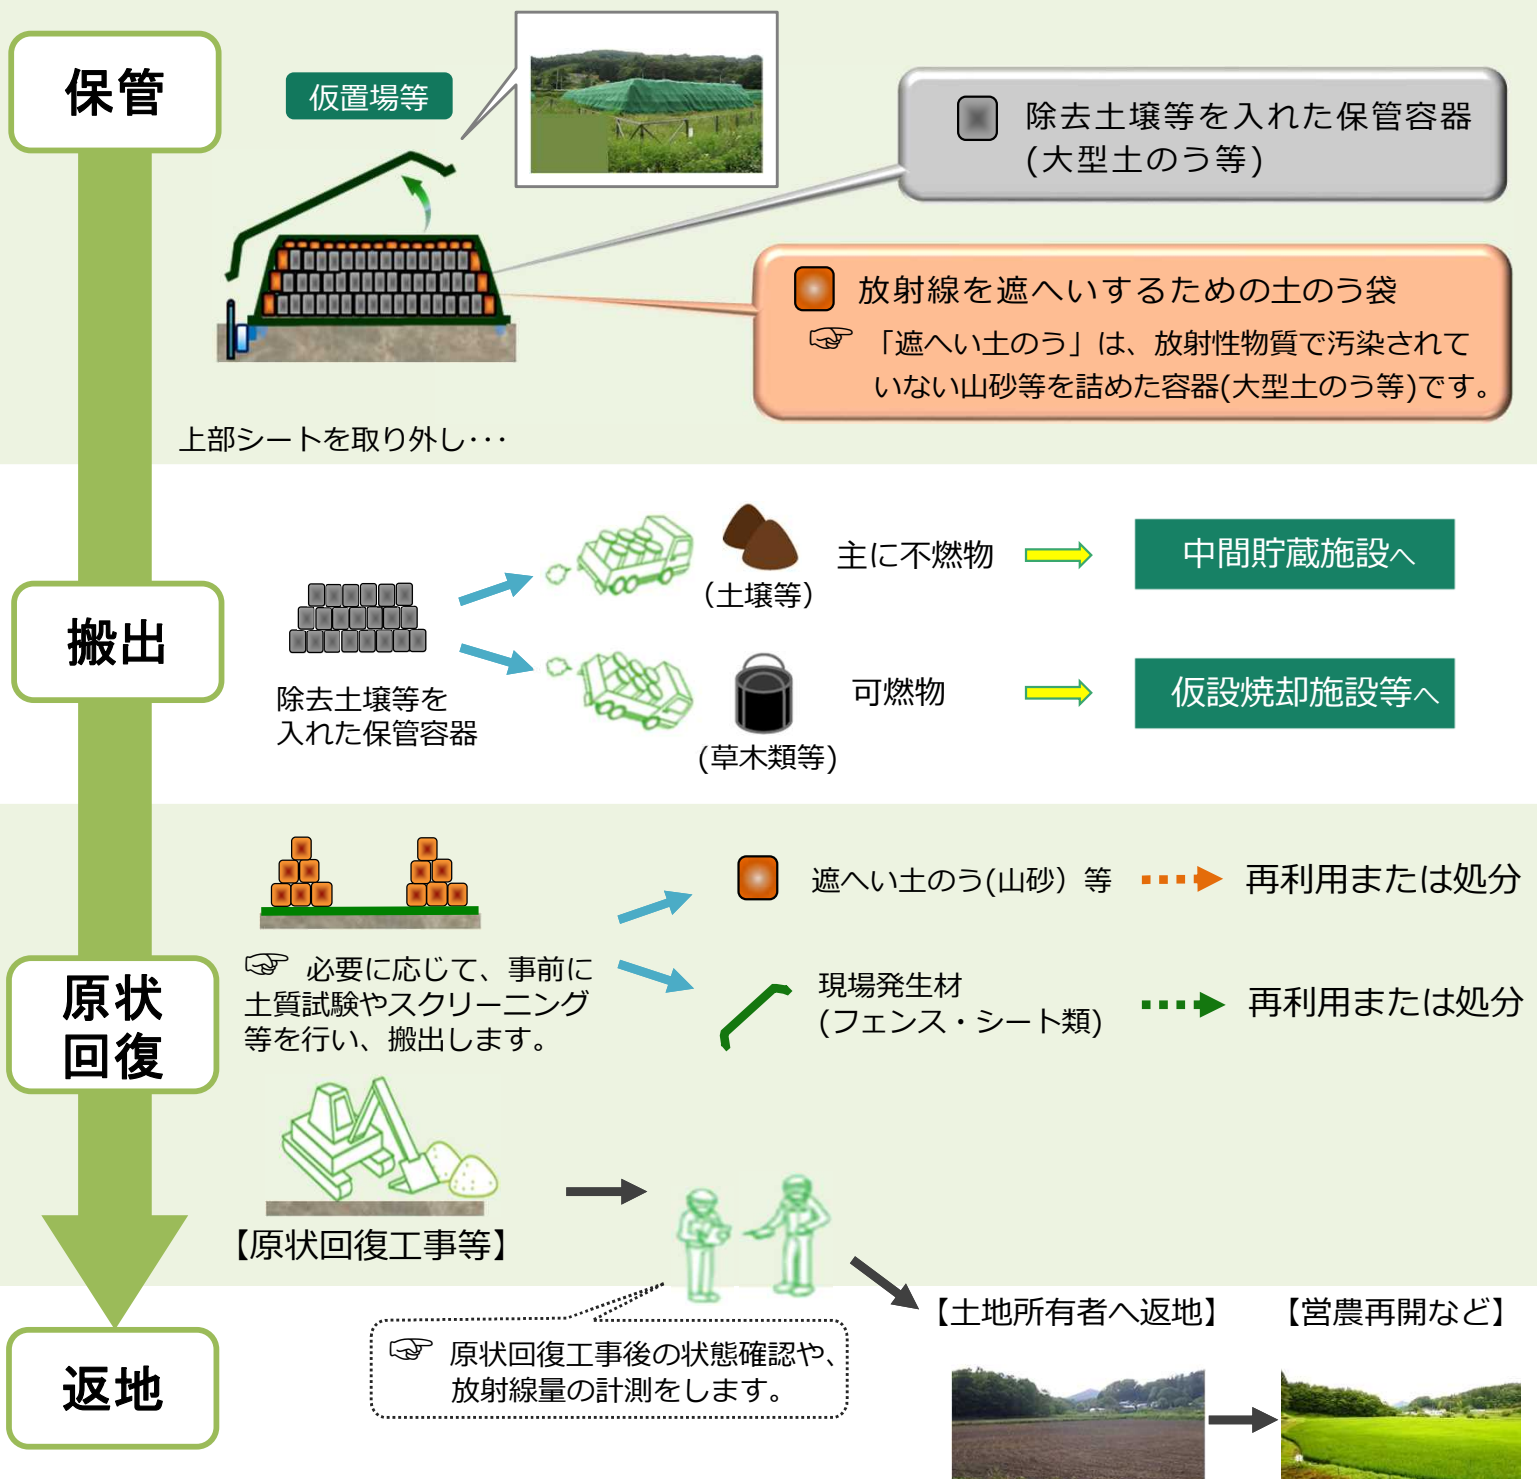 保管
仮置場等
除去土壌等を入れた保管容器
(大型土のう等)
放射線を遮へいするための土のう袋
☞ 「遮へい土のう」は、放射性物質で汚染されて
いない山砂等を詰めた容器(大型土のう等)です。
上部シートを取り外し･･･
搬出
除去土壌等を
入れた保管容器
(土壌等)
主に不燃物
中間貯蔵施設へ
(草木類等)
可燃物
仮設焼却施設等へ
原状
回復
☞ 必要に応じて、事前に
土質試験やスクリーニング
等を行い、搬出します。
遮へい土のう(山砂）等
再利用または処分
現場発生材
(フェンス・シート類)
再利用または処分
【原状回復工事等】
☞ 原状回復工事後の状態確認や、
放射線量の計測をします。
返地
【土地所有者へ返地】
【営農再開など】